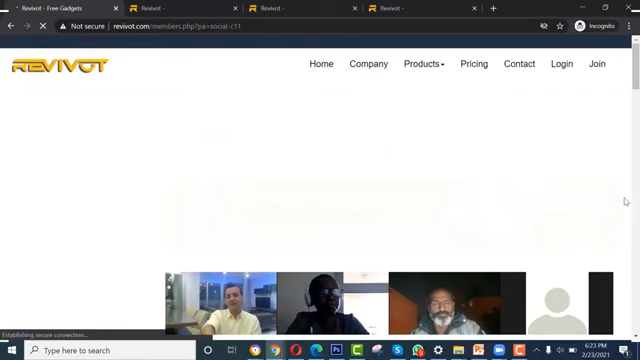 Revivot - Free Gadgets
Revivot -
Revivot -
Revivot -
Not secure
revivot.com/members.php?pa=social-c11
Incognito
REVIVOT
Home
Company
Products
Pricing
Contact
Login
Join
Establishing secure connection...
Type here to search
6:23 PM
2/23/2021